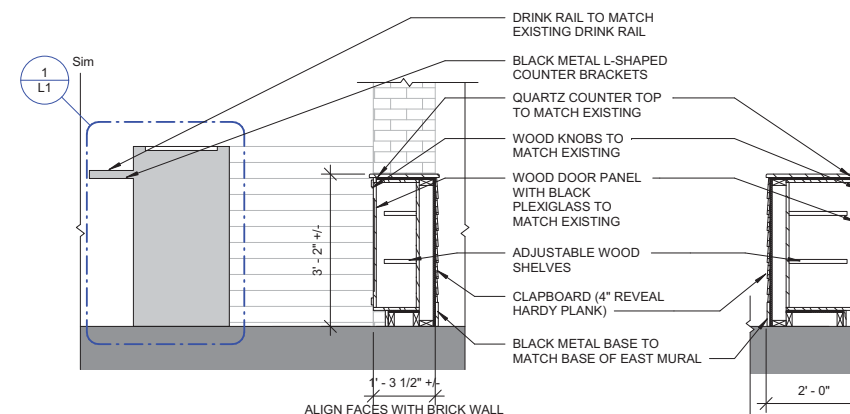 DRINK RAIL TO MATCH
EXISTING DRINK RAIL
Sim
1
L1
BLACK METAL L-SHAPED
COUNTER BRACKETS
QUARTZ COUNTER TOP
TO MATCH EXISTING
WOOD KNOBS TO
MATCH EXISTING
WOOD DOOR PANEL
WITH BLACK
PLEXIGLASS TO
MATCH EXISTING
3' - 2" +/-
ADJUSTABLE WOOD
SHELVES
CLAPBOARD (4" REVEAL
HARDY PLANK)
BLACK METAL BASE TO
MATCH BASE OF EAST MURAL
1' - 3 1/2" +/-
2' - 0"
ALIGN FACES WITH BRICK WALL